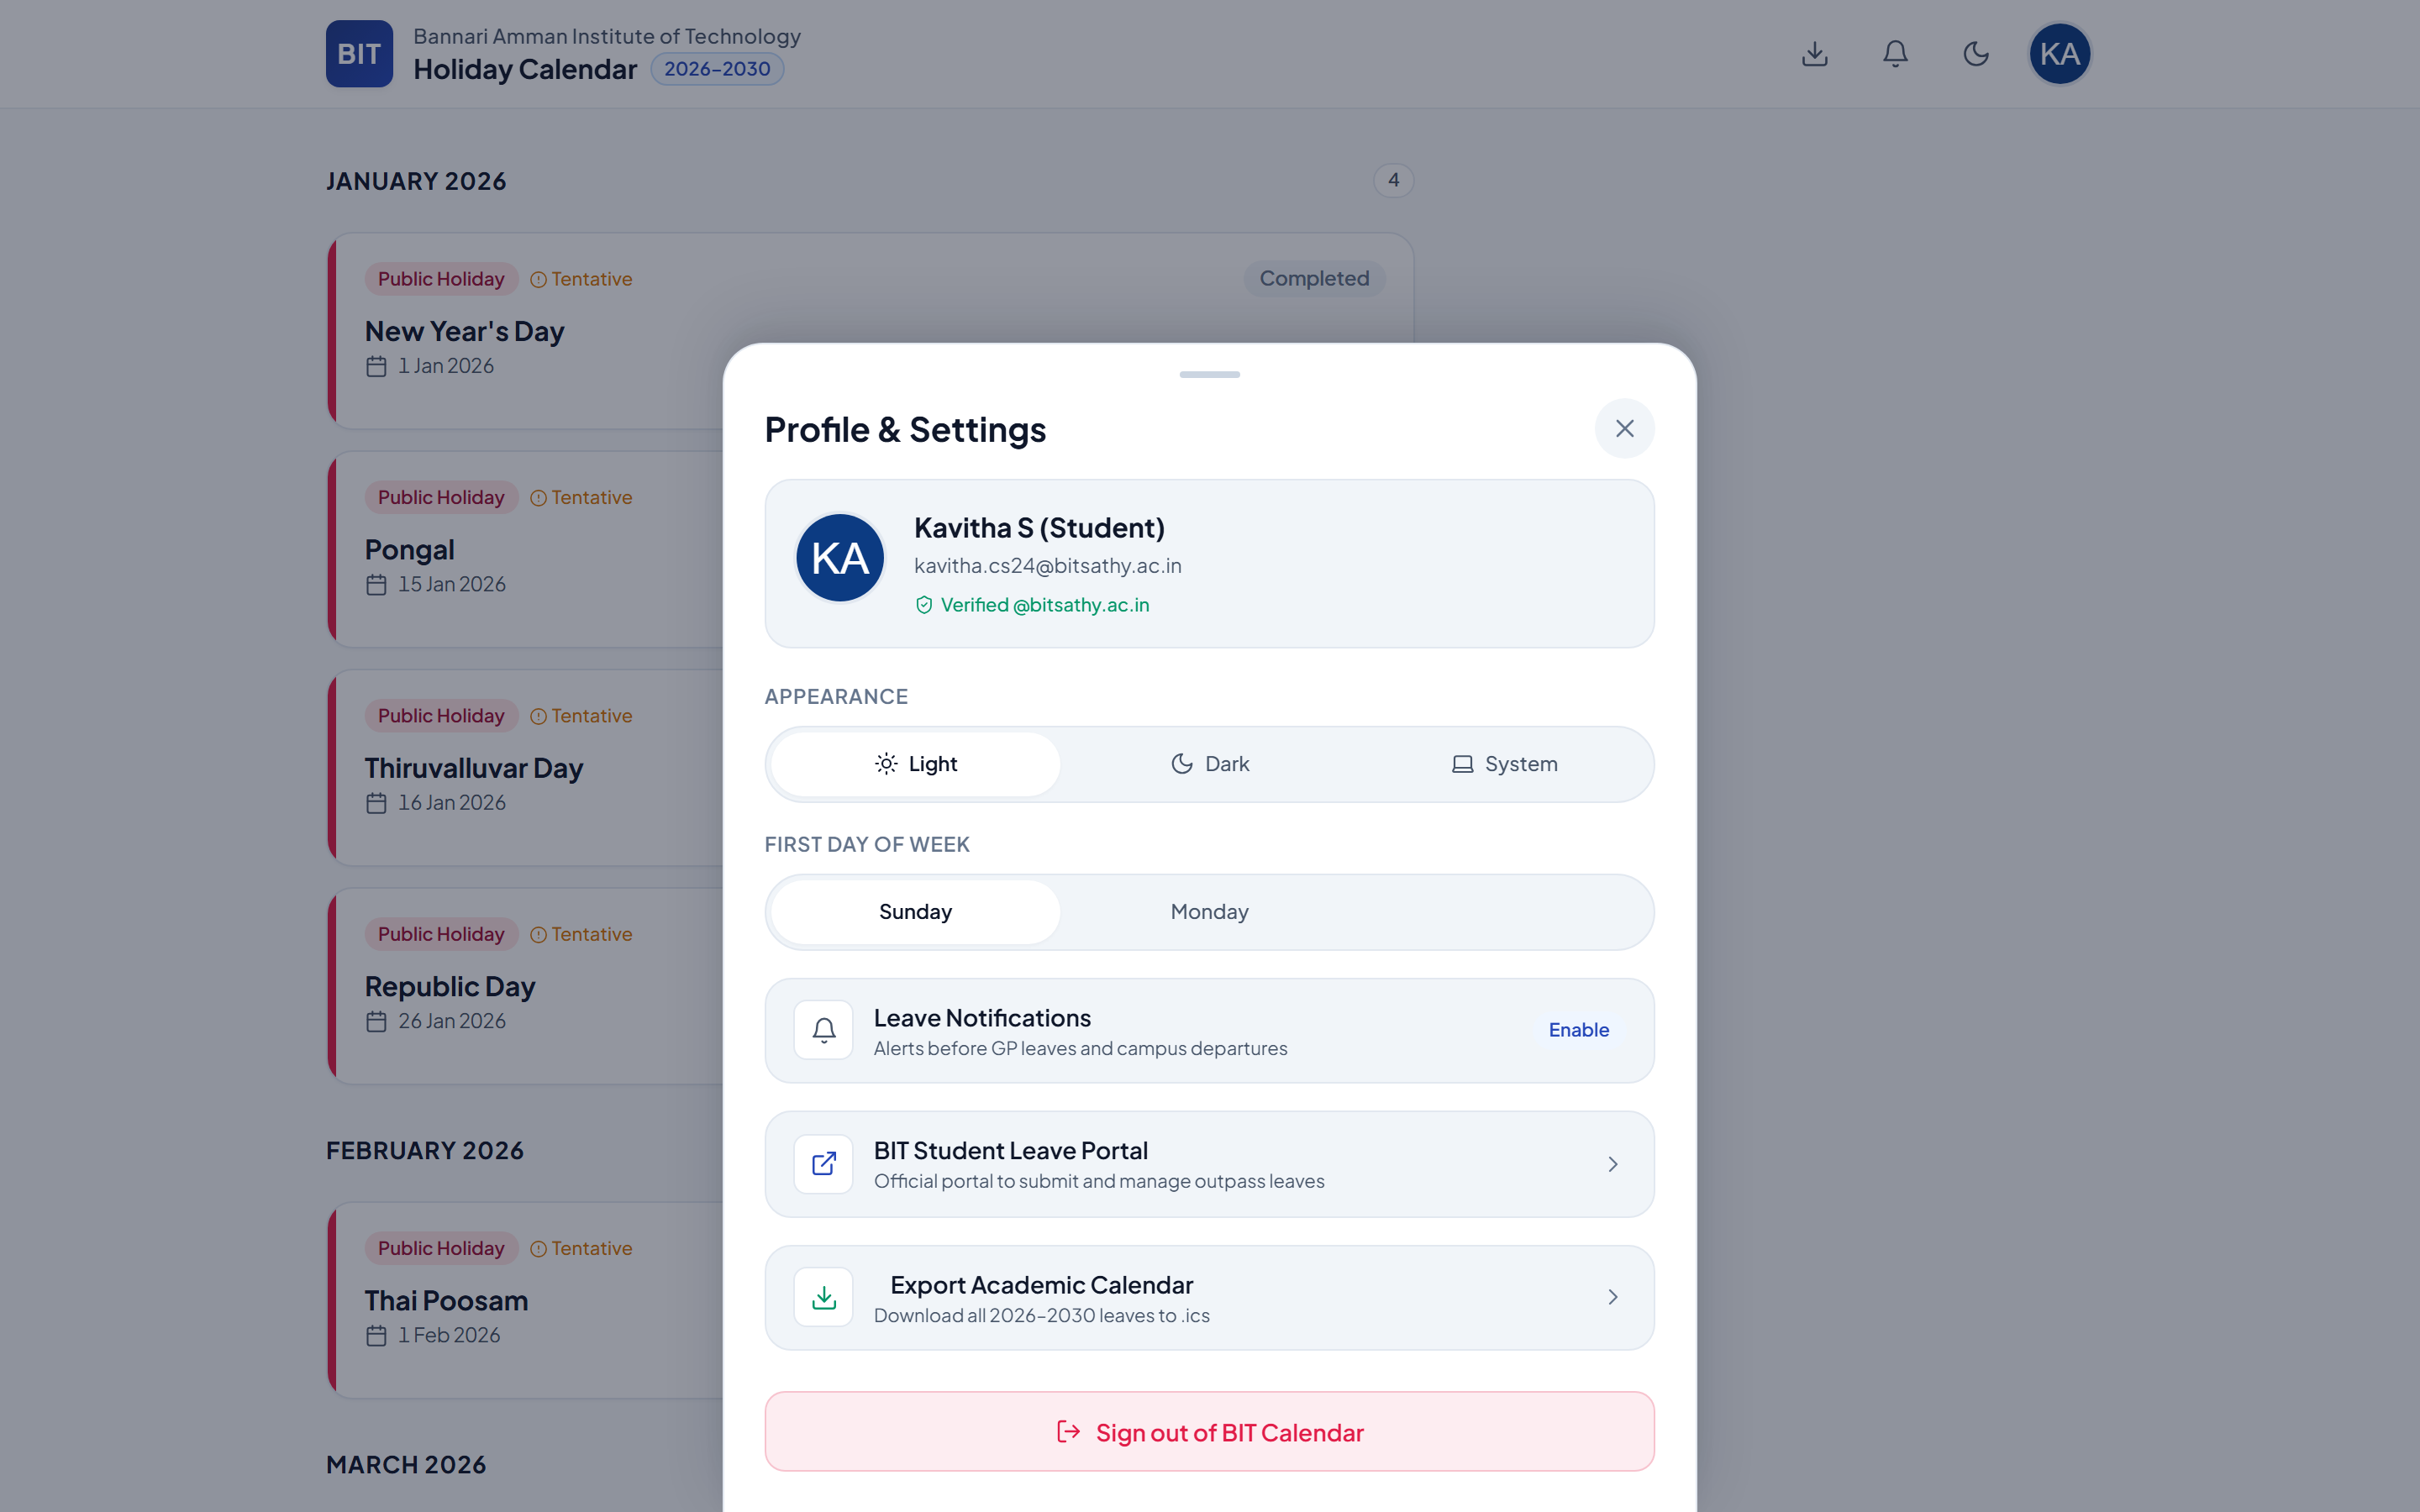 BIT
Bannari Amman Institute of Technology
Holiday Calendar 2026–2030
KA
JANUARY 2026
4
Public Holiday Tentative
Completed
New Year's Day
1 Jan 2026
Public Holiday Tentative
Pongal
15 Jan 2026
Public Holiday Tentative
Thiruvalluvar Day
16 Jan 2026
Public Holiday Tentative
Republic Day
26 Jan 2026
FEBRUARY 2026
Public Holiday Tentative
Thai Poosam
1 Feb 2026
MARCH 2026
Profile & Settings
KA
Kavitha S (Student)
kavitha.cs24@bitsathy.ac.in
Verified @bitsathy.ac.in
APPEARANCE
Light Dark System
FIRST DAY OF WEEK
Sunday Monday
Leave Notifications
Alerts before GP leaves and campus departures
Enable
BIT Student Leave Portal
Official portal to submit and manage outpass leaves
Export Academic Calendar
Download all 2026–2030 leaves to .ics
Sign out of BIT Calendar